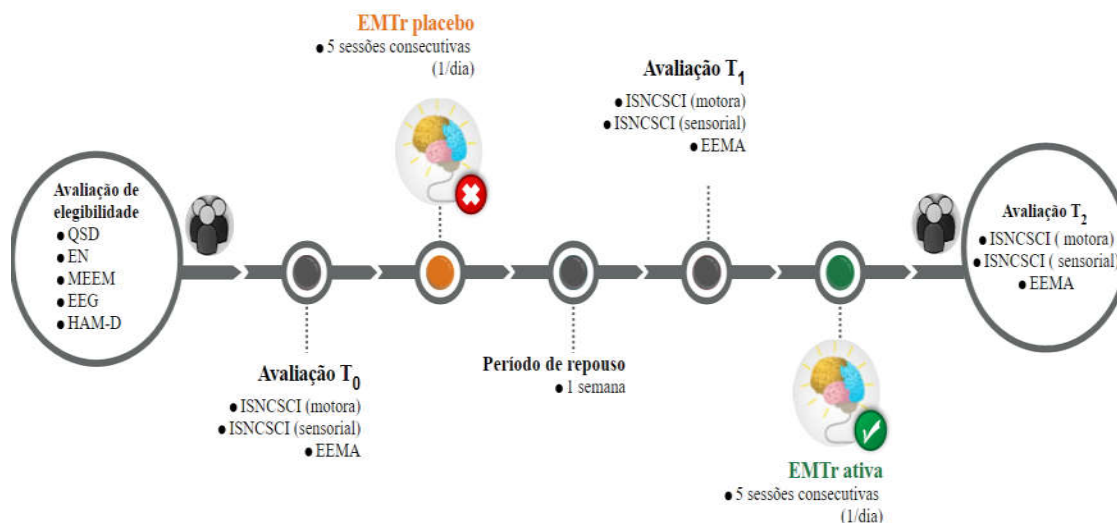 Avaliação de
elegibilidade
● QSD
● EN
● MEEM
● EEG
● HAM-D
Avaliação T0
● ISNCSCI (motora)
● ISNCSCI (sensorial)
● EEMA
EMTr placebo
● 5 sessões consecutivas
(1/dia)
Período de repouso
● 1 semana
Avaliação T1
● ISNCSCI (motora)
● ISNCSCI (sensorial)
● EEMA
EMTr ativa
● 5 sessões consecutivas
(1/dia)
Avaliação T2
● ISNCSCI ( motora)
● ISNCSCI ( sensorial)
● EEMA